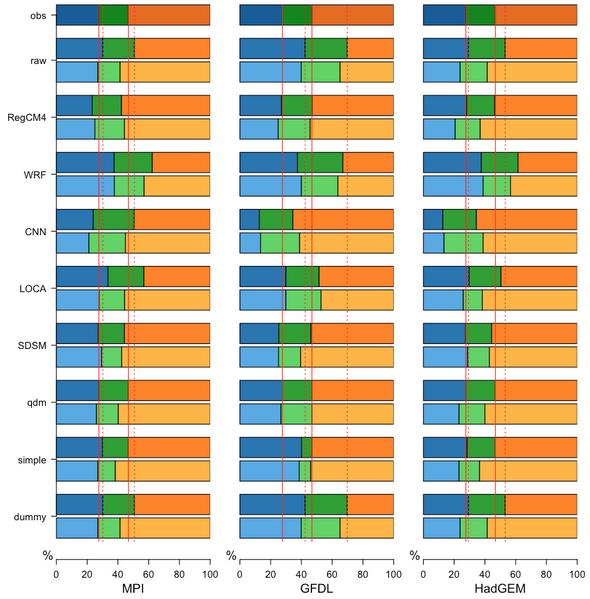 obs
raw
RegCM4
WRF
CNN
LOCA
SDSM
qdm
simple
dummy
% % %
0 20 40 60 80 100 0 20 40 60 80 100 0 20 40 60 80 100
MPI GFDL HadGEM